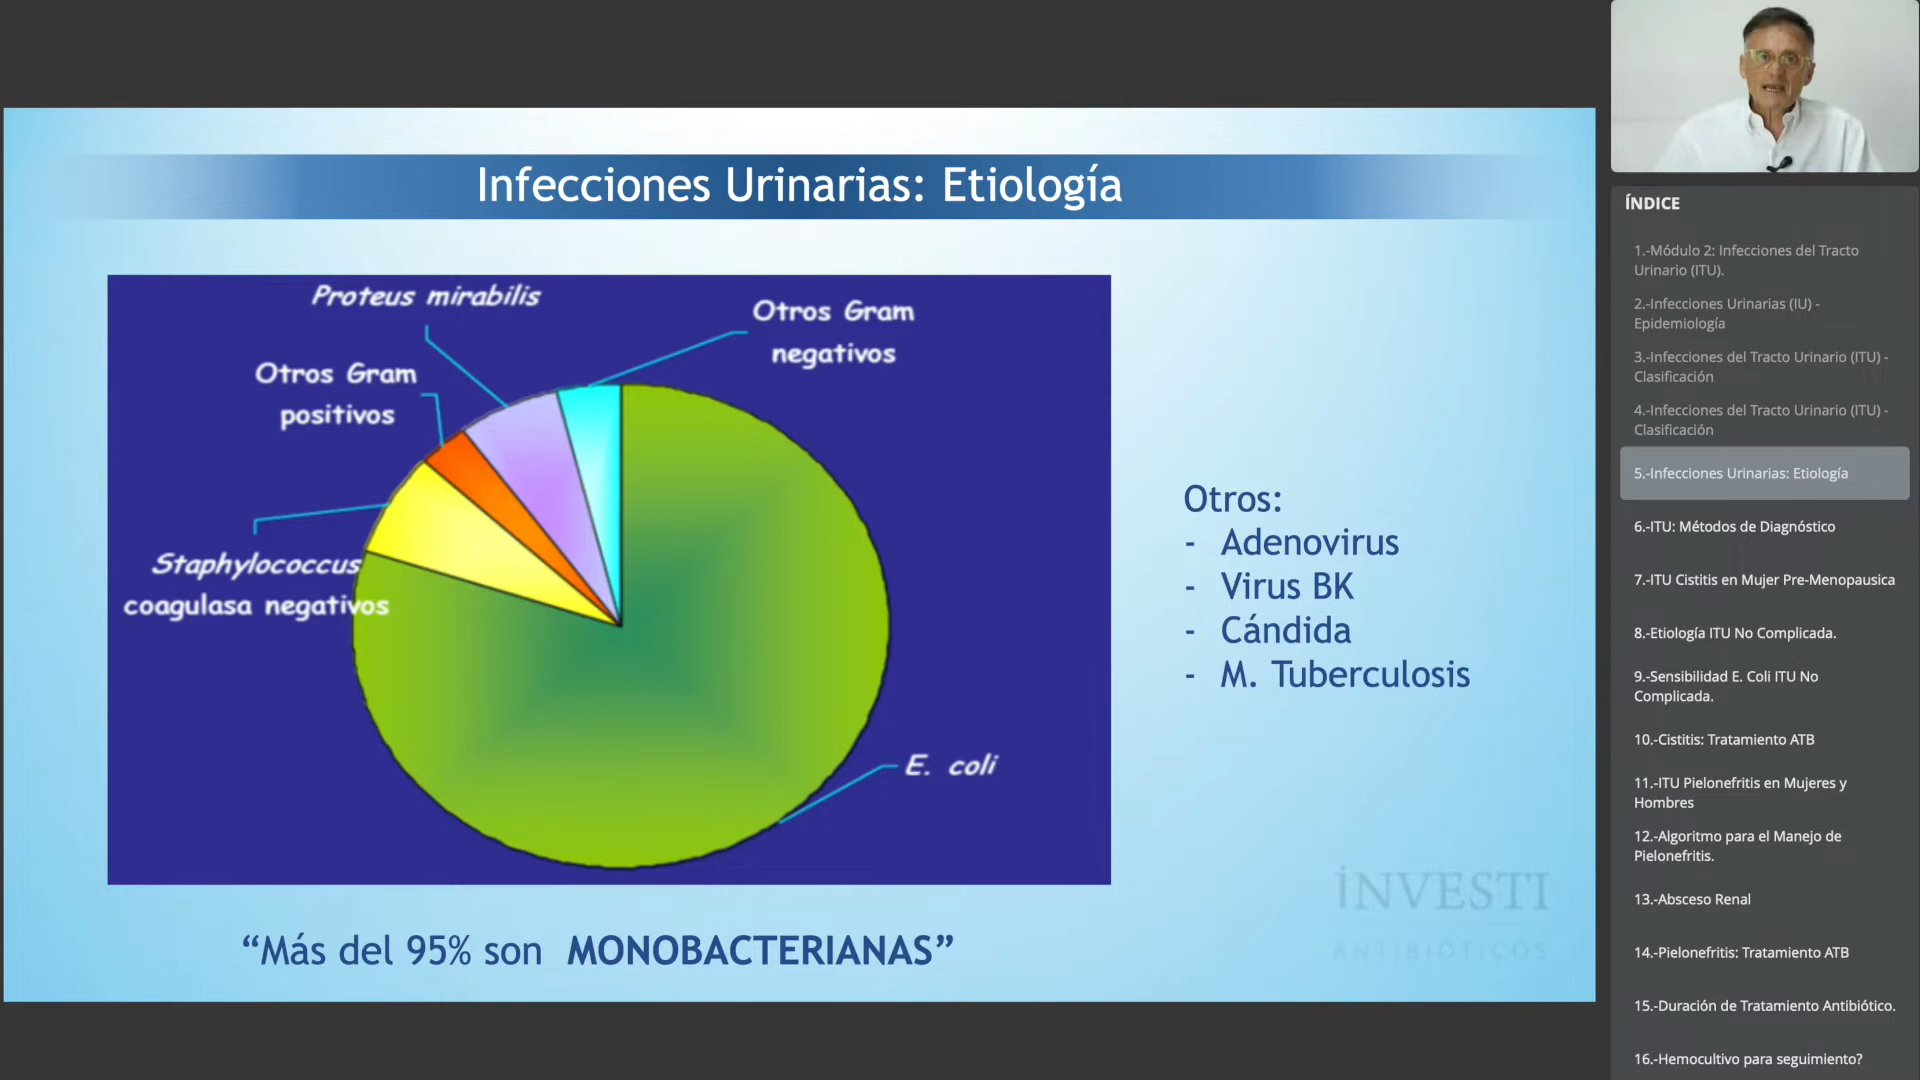 Infecciones Urinarias: Etiología
Proteus mirabilis
Otros Gram
negativos
Otros Gram
positivos
Staphylococcus
coagulasa negativos
E. coli
Otros:
- Adenovirus
- Virus BK
- Cándida
- M. Tuberculosis
“Más del 95% son MONOBACTERIANAS”
INVESTI
ANTIBIÓTICOS
ÍNDICE
1.-Módulo 2: Infecciones del Tracto
Urinario (ITU).
2.-Infecciones Urinarias (IU) -
Epidemiología
3.-Infecciones del Tracto Urinario (ITU) -
Clasificación
4.-Infecciones del Tracto Urinario (ITU) -
Clasificación
5.-Infecciones Urinarias: Etiología
6.-ITU: Métodos de Diagnóstico
7.-ITU Cistitis en Mujer Pre-Menopausica
8.-Etiología ITU No Complicada.
9.-Sensibilidad E. Coli ITU No
Complicada.
10.-Cistitis: Tratamiento ATB
11.-ITU Pielonefritis en Mujeres y
Hombres
12.-Algoritmo para el Manejo de
Pielonefritis.
13.-Absceso Renal
14.-Pielonefritis: Tratamiento ATB
15.-Duración de Tratamiento Antibiótico.
16.-Hemocultivo para seguimiento?